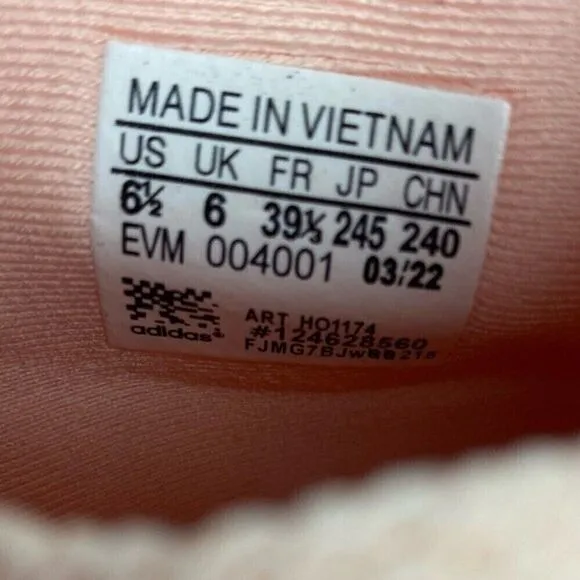 MADE IN VIETNAM
US UK FR JP CHN
6½ 6 39⅓ 245 240
EVM 004001 03/22
adidas
ART HO1174
#124628560